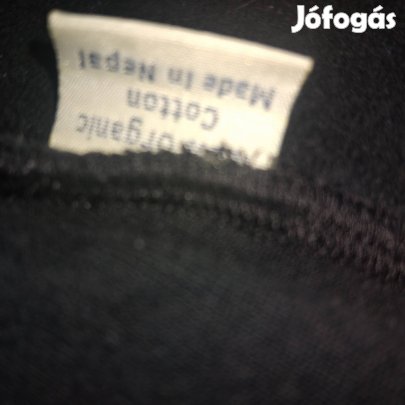 Jófogás
organic
Cotton
Made In Nepal